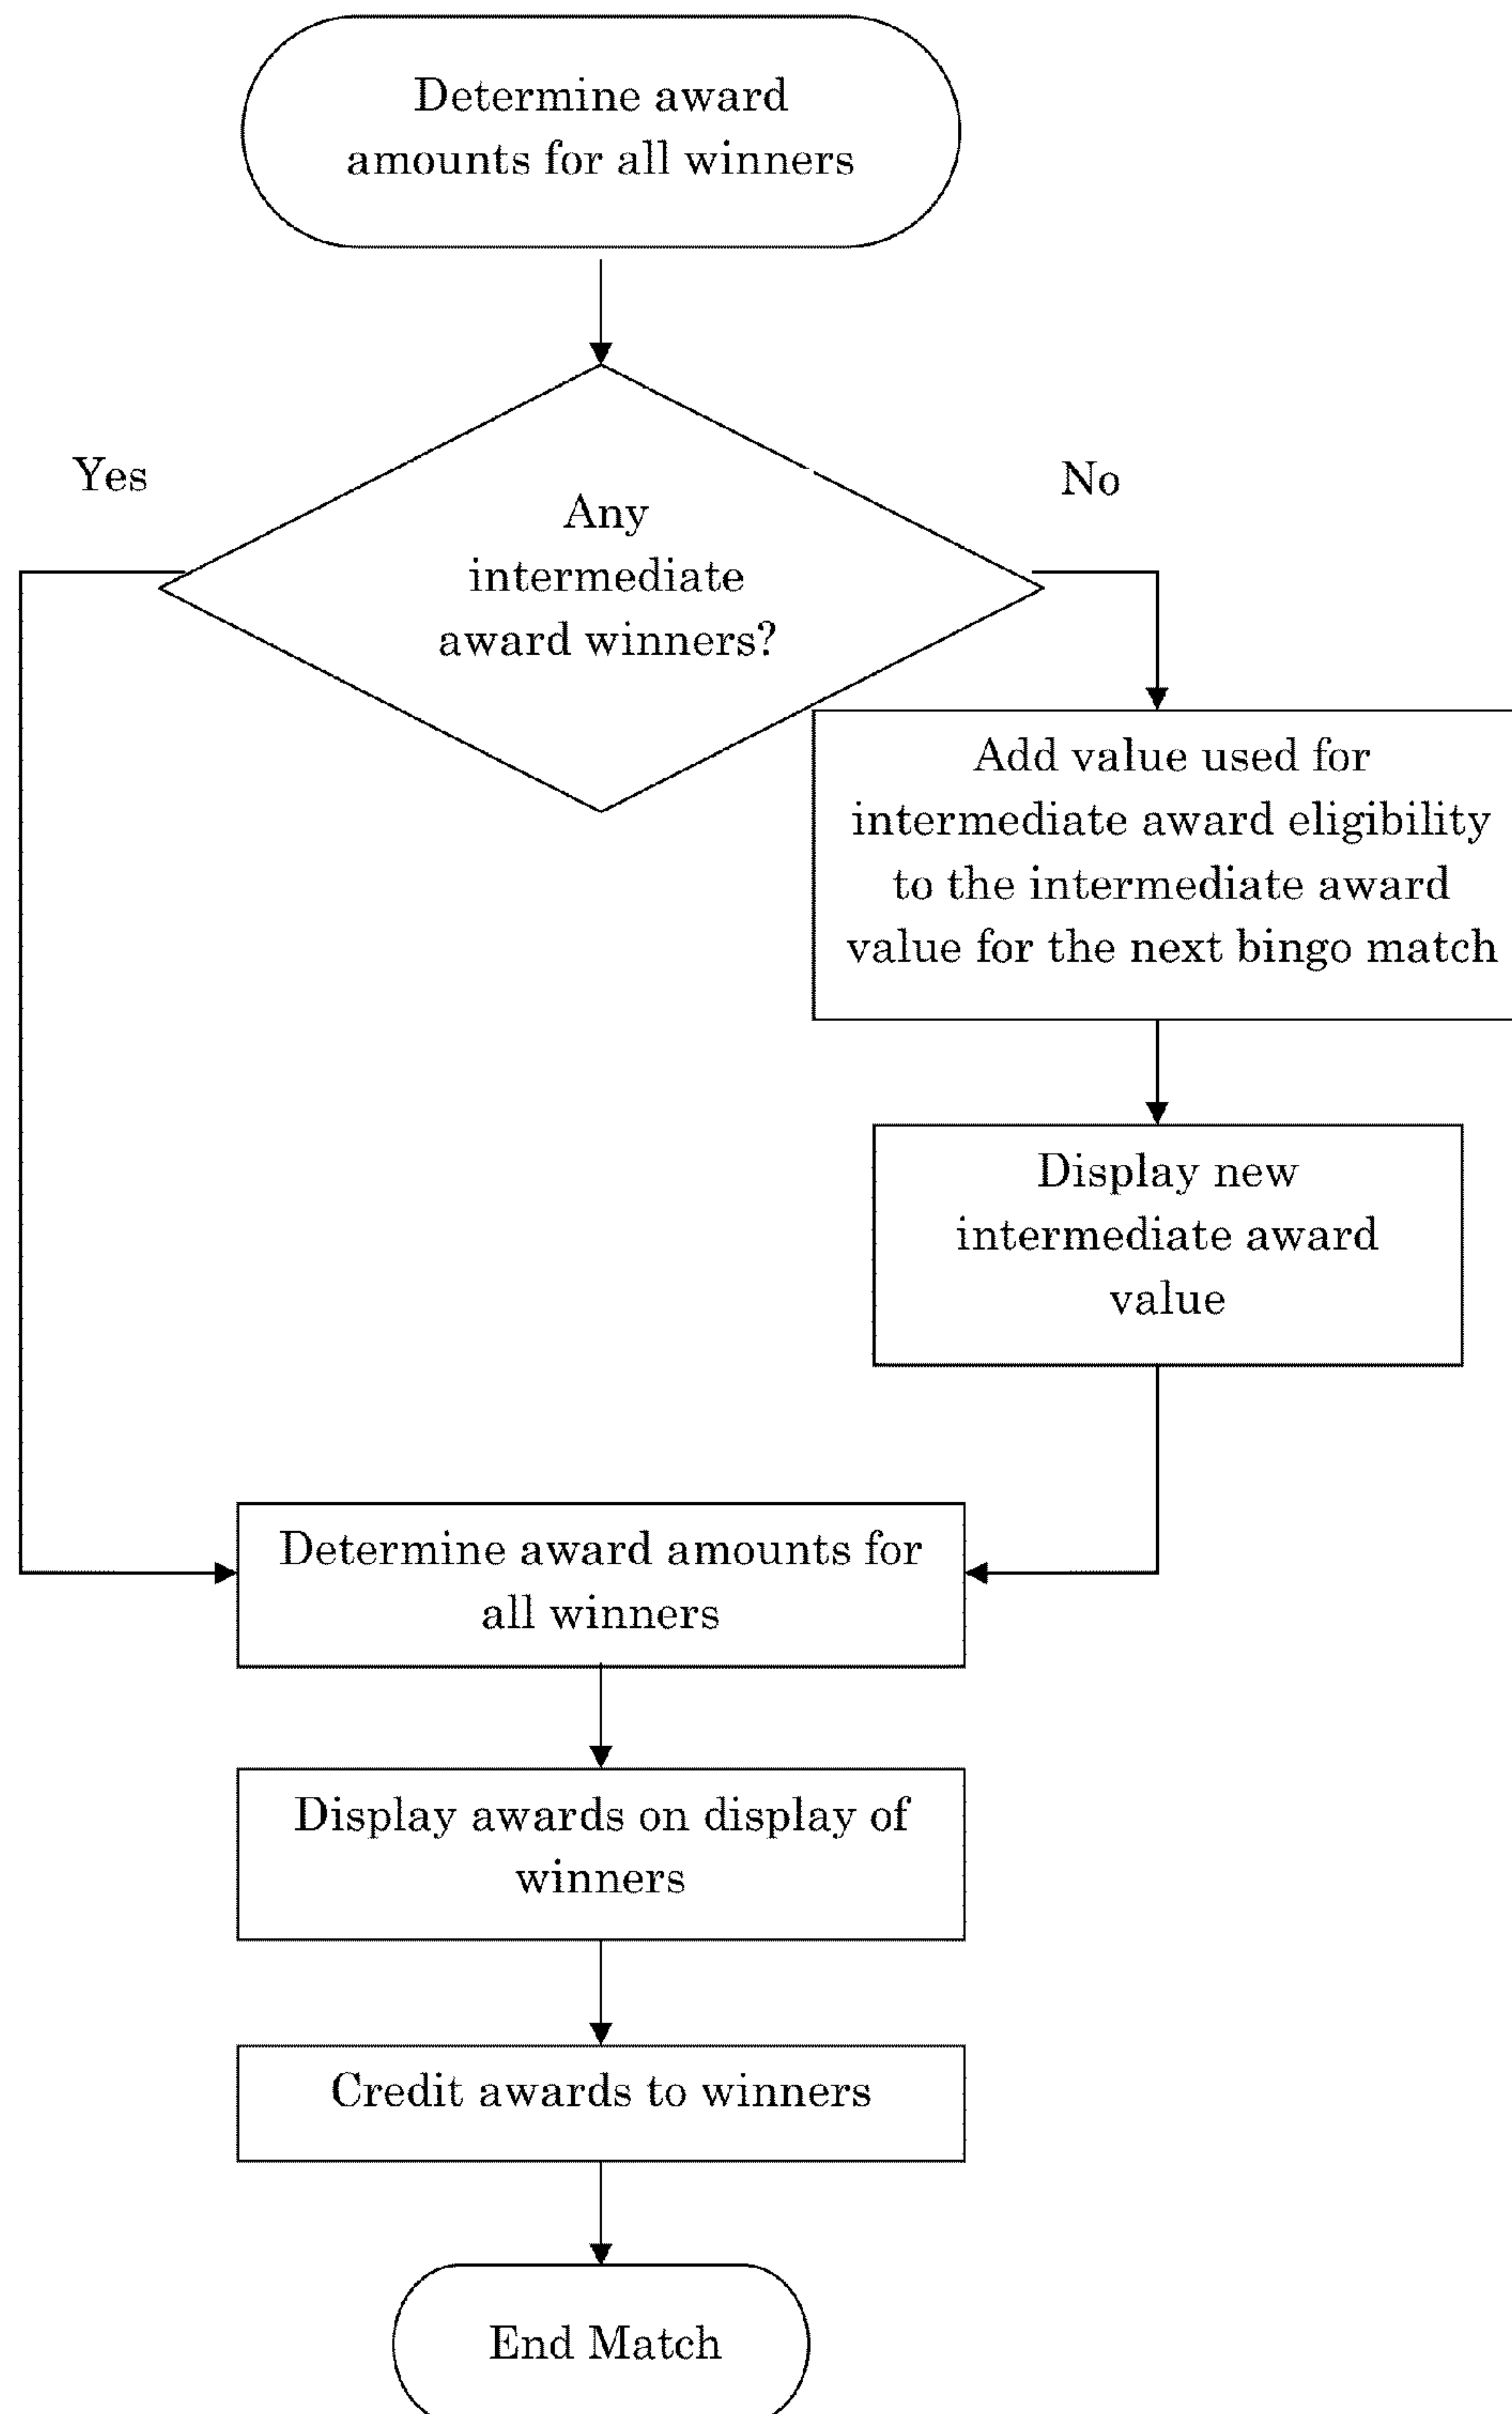 Determine award
amounts for all winners
Yes
No
Any
intermediate
award winners?
Add value used for
intermediate award eligibility
to the intermediate award
value for the next bingo match
Display new
intermediate award
value
Determine award amounts for
all winners
Display awards on display of
winners
Credit awards to winners
End Match